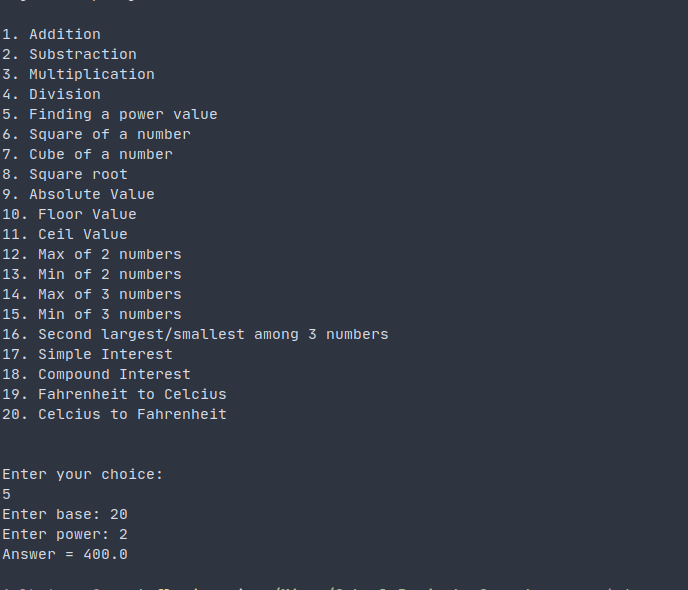 1. Addition
2. Substraction
3. Multiplication
4. Division
5. Finding a power value
6. Square of a number
7. Cube of a number
8. Square root
9. Absolute Value
10. Floor Value
11. Ceil Value
12. Max of 2 numbers
13. Min of 2 numbers
14. Max of 3 numbers
15. Min of 3 numbers
16. Second largest/smallest among 3 numbers
17. Simple Interest
18. Compound Interest
19. Fahrenheit to Celcius
20. Celcius to Fahrenheit
Enter your choice:
5
Enter base: 20
Enter power: 2
Answer = 400.0